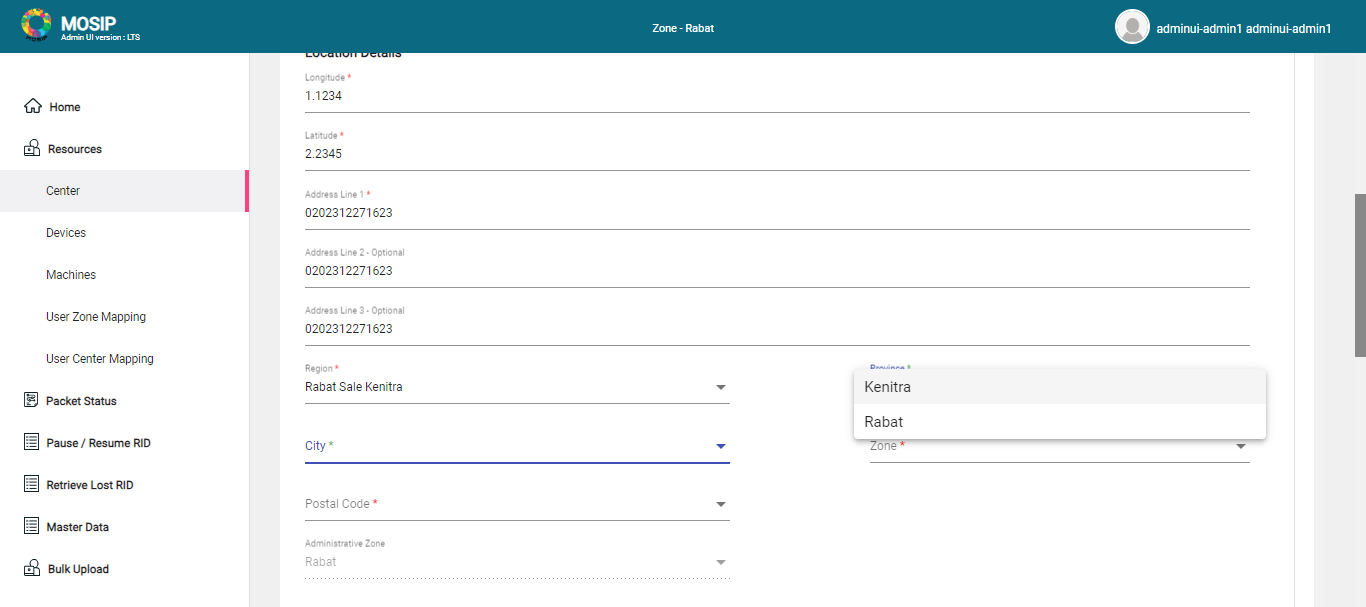 MOSIP
Admin UI version : LTS
Zone - Rabat
adminui-admin1 adminui-admin1
Home
Resources
Center
Devices
Machines
User Zone Mapping
User Center Mapping
Packet Status
Pause / Resume RID
Retrieve Lost RID
Master Data
Bulk Upload
Location Details
Longitude *
1.1234
Latitude *
2.2345
Address Line 1 *
0202312271623
Address Line 2 - Optional
0202312271623
Address Line 3 - Optional
0202312271623
Region *
Rabat Sale Kenitra
Province *
Kenitra
Rabat
City *
Zone *
Postal Code *
Administrative Zone
Rabat